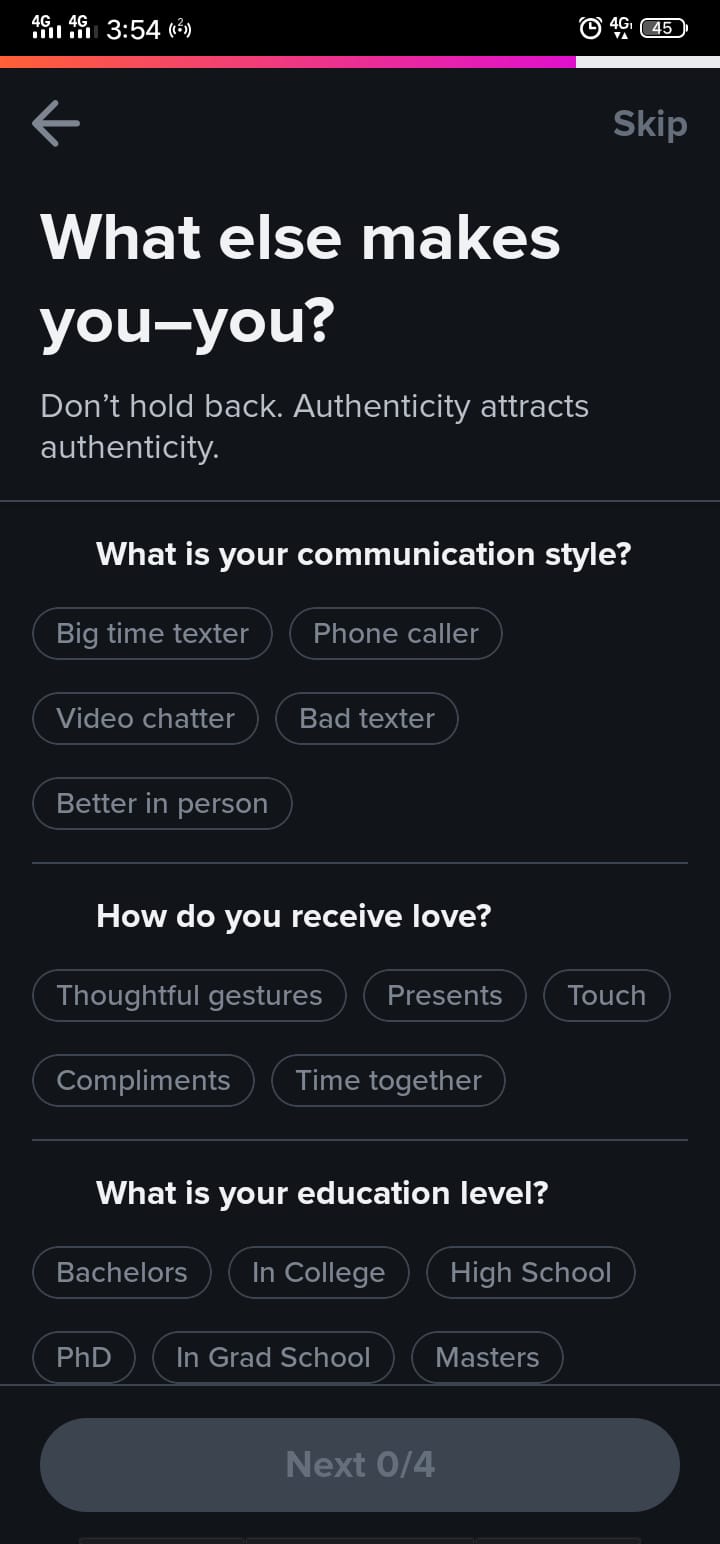 4G 4G 3:54 2 4G 45
Skip
What else makes
you–you?
Don’t hold back. Authenticity attracts
authenticity.
What is your communication style?
Big time texter Phone caller
Video chatter Bad texter
Better in person
How do you receive love?
Thoughtful gestures Presents Touch
Compliments Time together
What is your education level?
Bachelors In College High School
PhD In Grad School Masters
Next 0/4